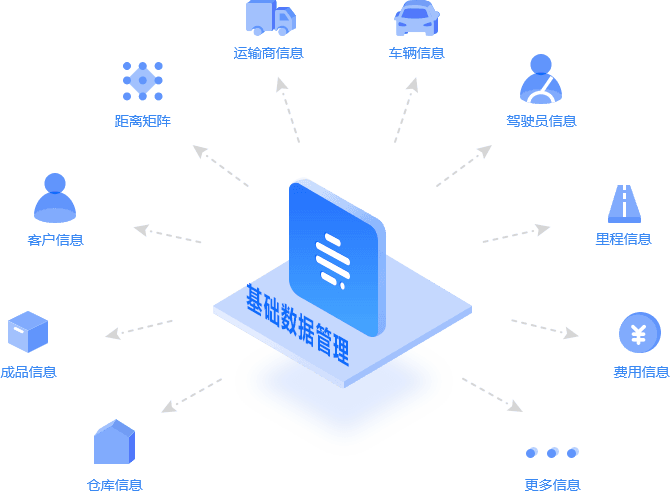 运输商信息
车辆信息
距离矩阵
驾驶员信息
客户信息
里程信息
基础数据管理
成品信息
费用信息
仓库信息
更多信息